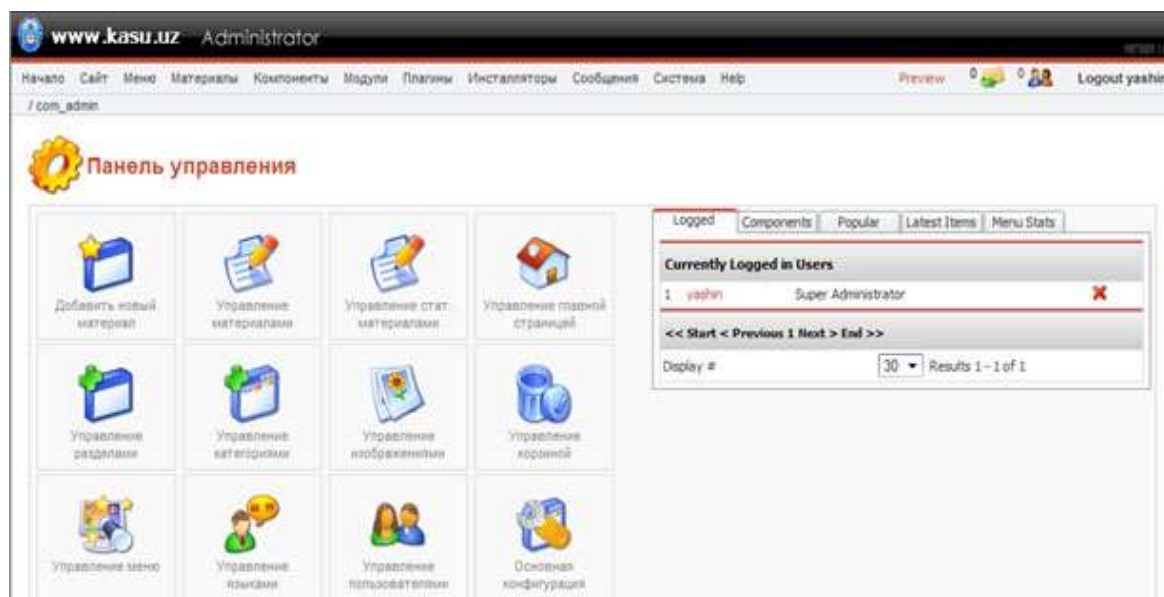 www.kasu.uz Administrator
Начало Сайт Меню Материалы Компоненты Модули Плагины Инсталляторы Сообщения Система Help Preview 0 0 Logout yashin
/ com_admin
Панель управления
Добавить новый
материал
Управление
материалами
Управление стат.
материалами
Управление главной
страницей
Управление
разделами
Управление
категориями
Управление
изображениями
Управление
корзиной
Управление меню
Управление
языками
Управление
пользователями
Основная
конфигурация
Logged Components Popular Latest Items Menu Stats
Currently Logged in Users
1 yashin Super Administrator
<< Start < Previous 1 Next > End >>
Display # 30 Results 1 - 1 of 1